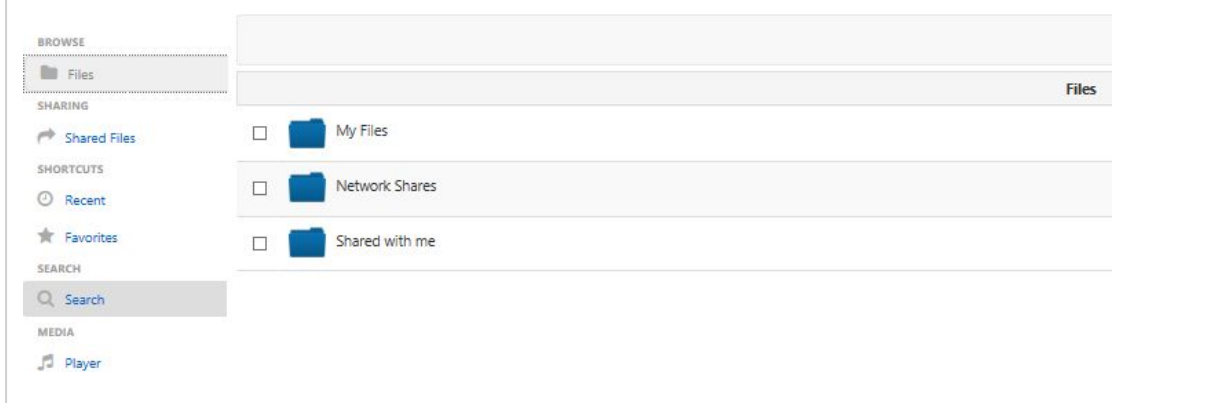 BROWSE
Files
SHARING
Shared Files
SHORTCUTS
Recent
Favorites
SEARCH
Search
MEDIA
Player
Files
My Files
Network Shares
Shared with me